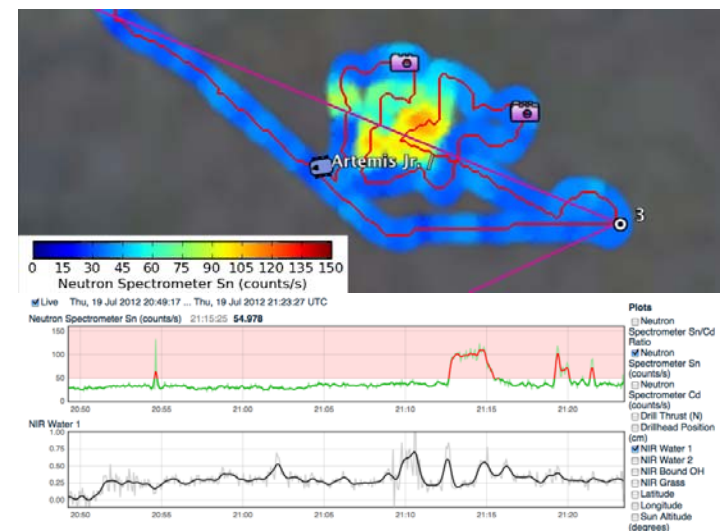 Artemis Jr. /
3
0 15 30 45 60 75 90 105 120 135 150
Neutron Spectrometer Sn (counts/s)
Live Thu, 19 Jul 2012 20:49:17 ... Thu, 19 Jul 2012 21:23:27 UTC
Neutron Spectrometer Sn (counts/s) 21:15:25 54.978
150
100
50
0
20:50 20:55 21:00 21:05 21:10 21:15 21:20
NIR Water 1
1.00
0.75
0.50
0.25
0.00
20:50 20:55 21:00 21:05 21:10 21:15 21:20
Plots
Neutron
Spectrometer Sn/Cd
Ratio
Neutron
Spectrometer Sn
(counts/s)
Neutron
Spectrometer Cd
(counts/s)
Drill Thrust (N)
Drillhead Position
(cm)
NIR Water 1
NIR Water 2
NIR Bound OH
NIR Grass
Latitude
Longitude
Sun Altitude
(degrees)